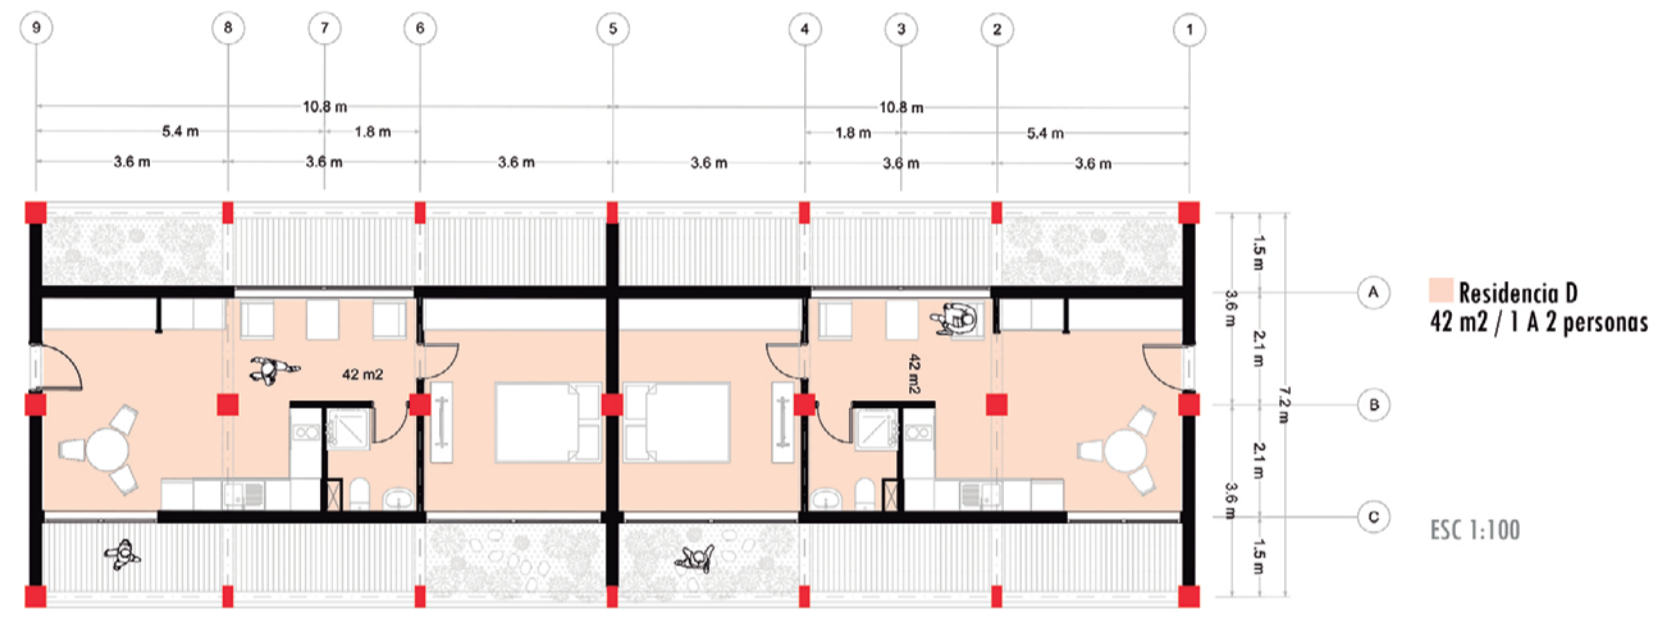 9 8 7 6 5 4 3 2 1
10.8 m 10.8 m
5.4 m 1.8 m 1.8 m 5.4 m
3.6 m 3.6 m 3.6 m 3.6 m 3.6 m 3.6 m
1.5 m
3.6 m
2.1 m
A
42 m2
42 m2
7.2 m
B
2.1 m
3.6 m
C
1.5 m
Residencia D
42 m2 / 1 A 2 personas
ESC 1:100